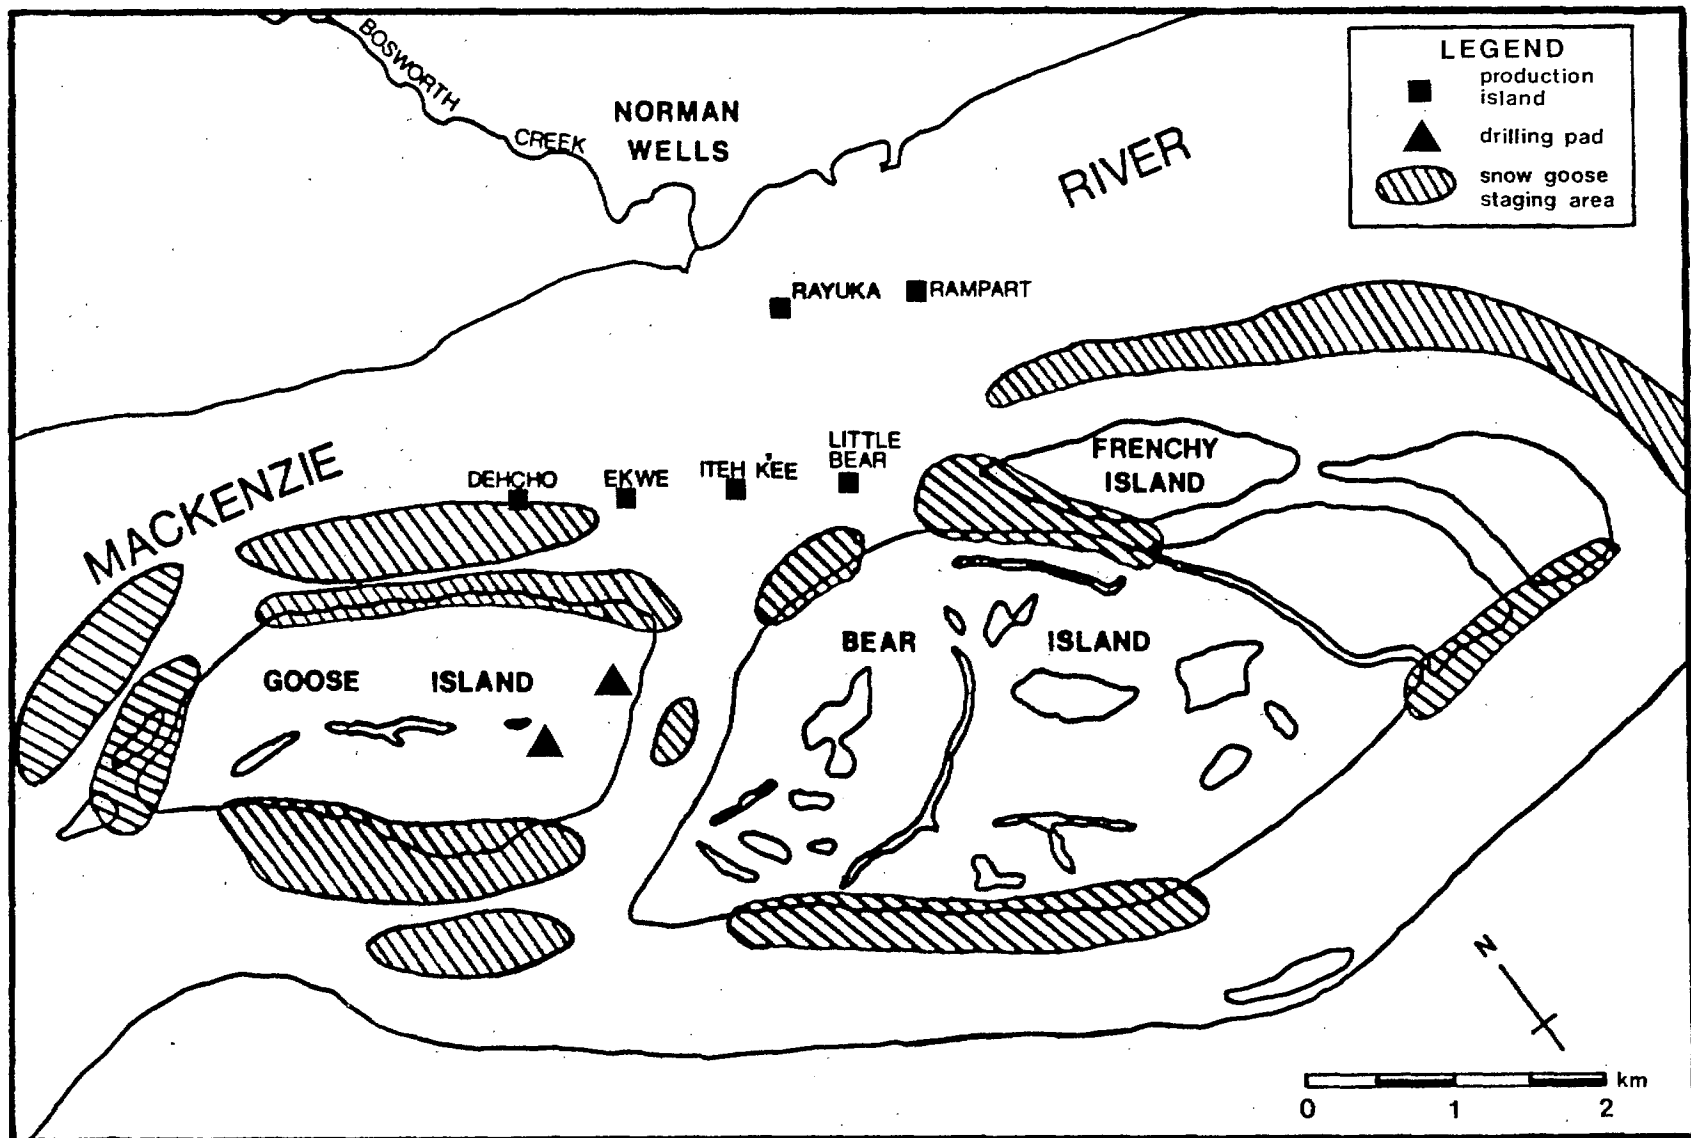 BOSWORTH
CREEK
NORMAN
WELLS
RIVER
LEGEND
production
island
drilling pad
snow goose
staging area
RAYUKA
RAMPART
MACKENZIE
DEHCHO
EKWE
ITEH K'EE
LITTLE
BEAR
FRENCHY
ISLAND
GOOSE ISLAND
BEAR ISLAND
N
km
0 1 2